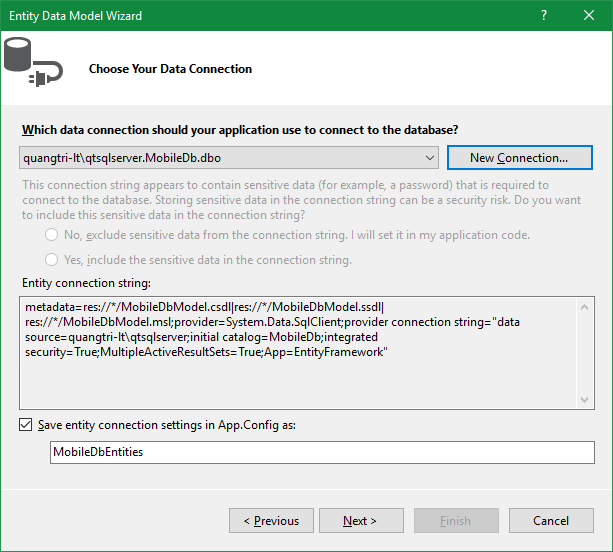 Entity Data Model Wizard
?
Choose Your Data Connection
Which data connection should your application use to connect to the database?
quangtri-lt\qtsqlserver.MobileDb.dbo
New Connection...
This connection string appears to contain sensitive data (for example, a password) that is required to
connect to the database. Storing sensitive data in the connection string can be a security risk. Do you want
to include this sensitive data in the connection string?
No, exclude sensitive data from the connection string. I will set it in my application code.
Yes, include the sensitive data in the connection string.
Entity connection string:
metadata=res://*/MobileDbModel.csdl|res://*/MobileDbModel.ssdl|
res://*/MobileDbModel.msl;provider=System.Data.SqlClient;provider connection string="data
source=quangtri-lt\qtsqlserver;initial catalog=MobileDb;integrated
security=True;MultipleActiveResultSets=True;App=EntityFramework"
Save entity connection settings in App.Config as:
MobileDbEntities
< Previous
Next >
Finish
Cancel